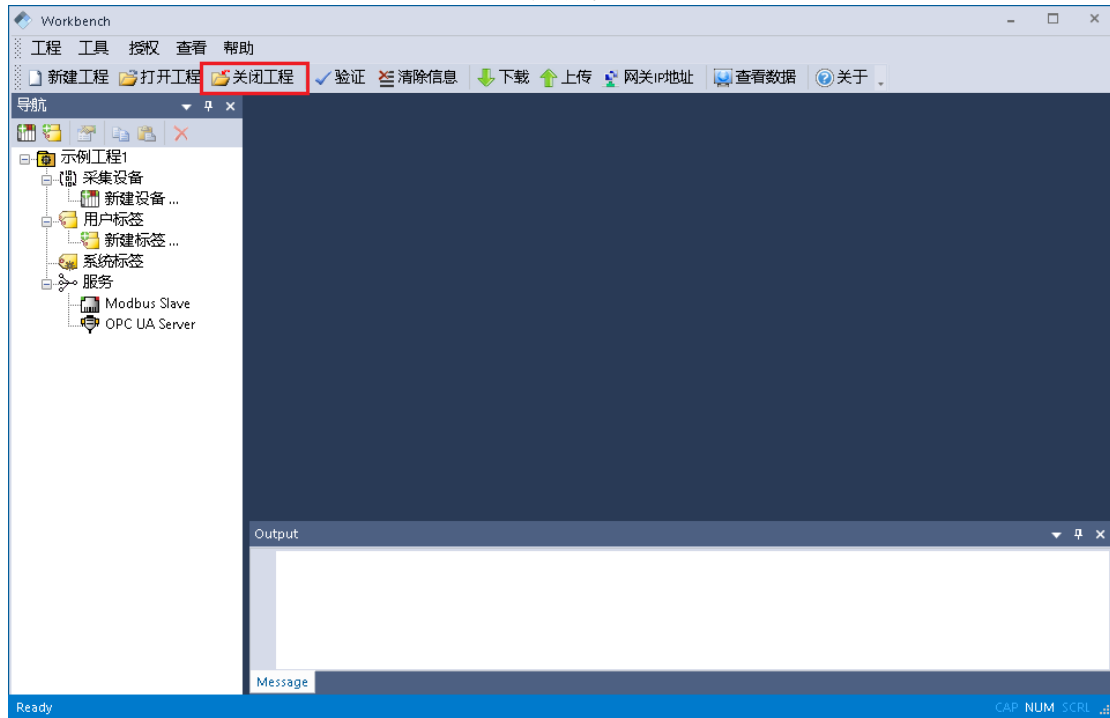 Workbench
工程 工具 授权 查看 帮助
新建工程 打开工程 关闭工程 验证 清除信息 下载 上传 网关IP地址 查看数据 关于
导航
示例工程1
采集设备
新建设备 ...
用户标签
新建标签 ...
系统标签
服务
Modbus Slave
OPC UA Server
Output
Message
Ready CAP NUM SCRL